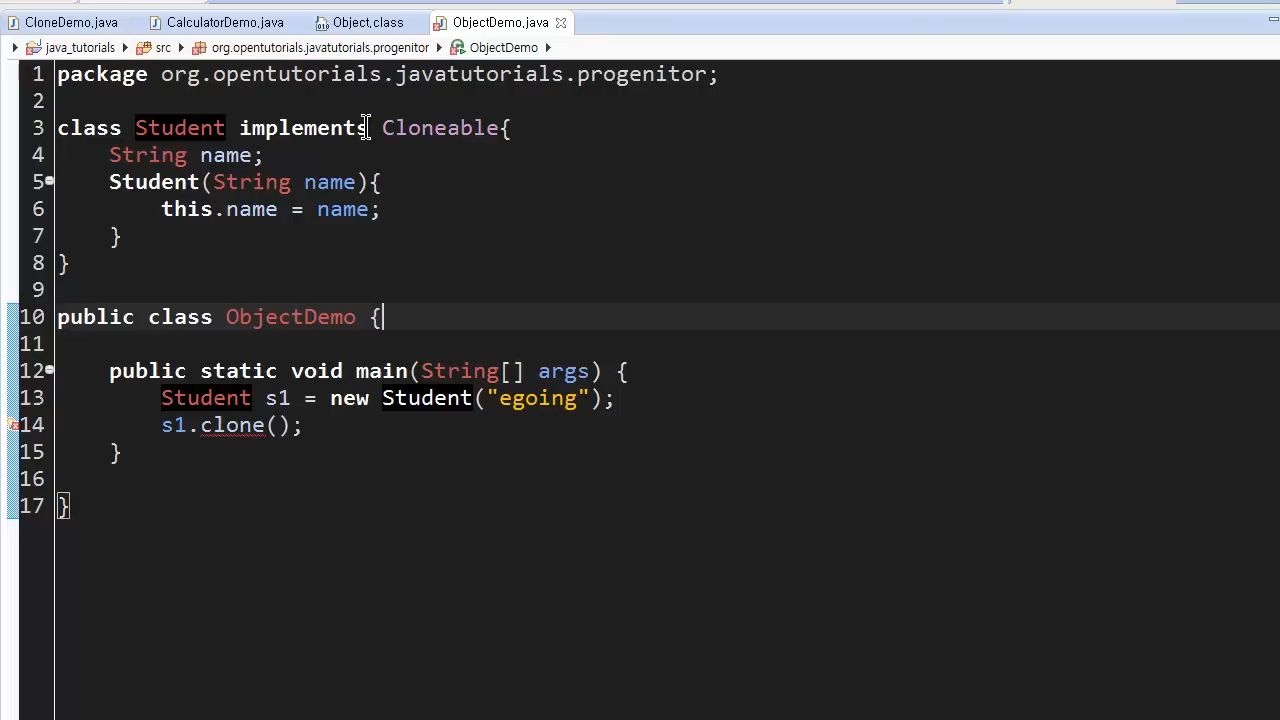 CloneDemo.java CalculatorDemo.java Object.class ObjectDemo.java
java_tutorials src org.opentutorials.javatutorials.progenitor ObjectDemo
1 package org.opentutorials.javatutorials.progenitor;
2
3 class Student implements Cloneable{
4     String name;
5     Student(String name){
6         this.name = name;
7     }
8 }
9
10 public class ObjectDemo {
11
12     public static void main(String[] args) {
13         Student s1 = new Student("egoing");
14         s1.clone();
15     }
16
17 }